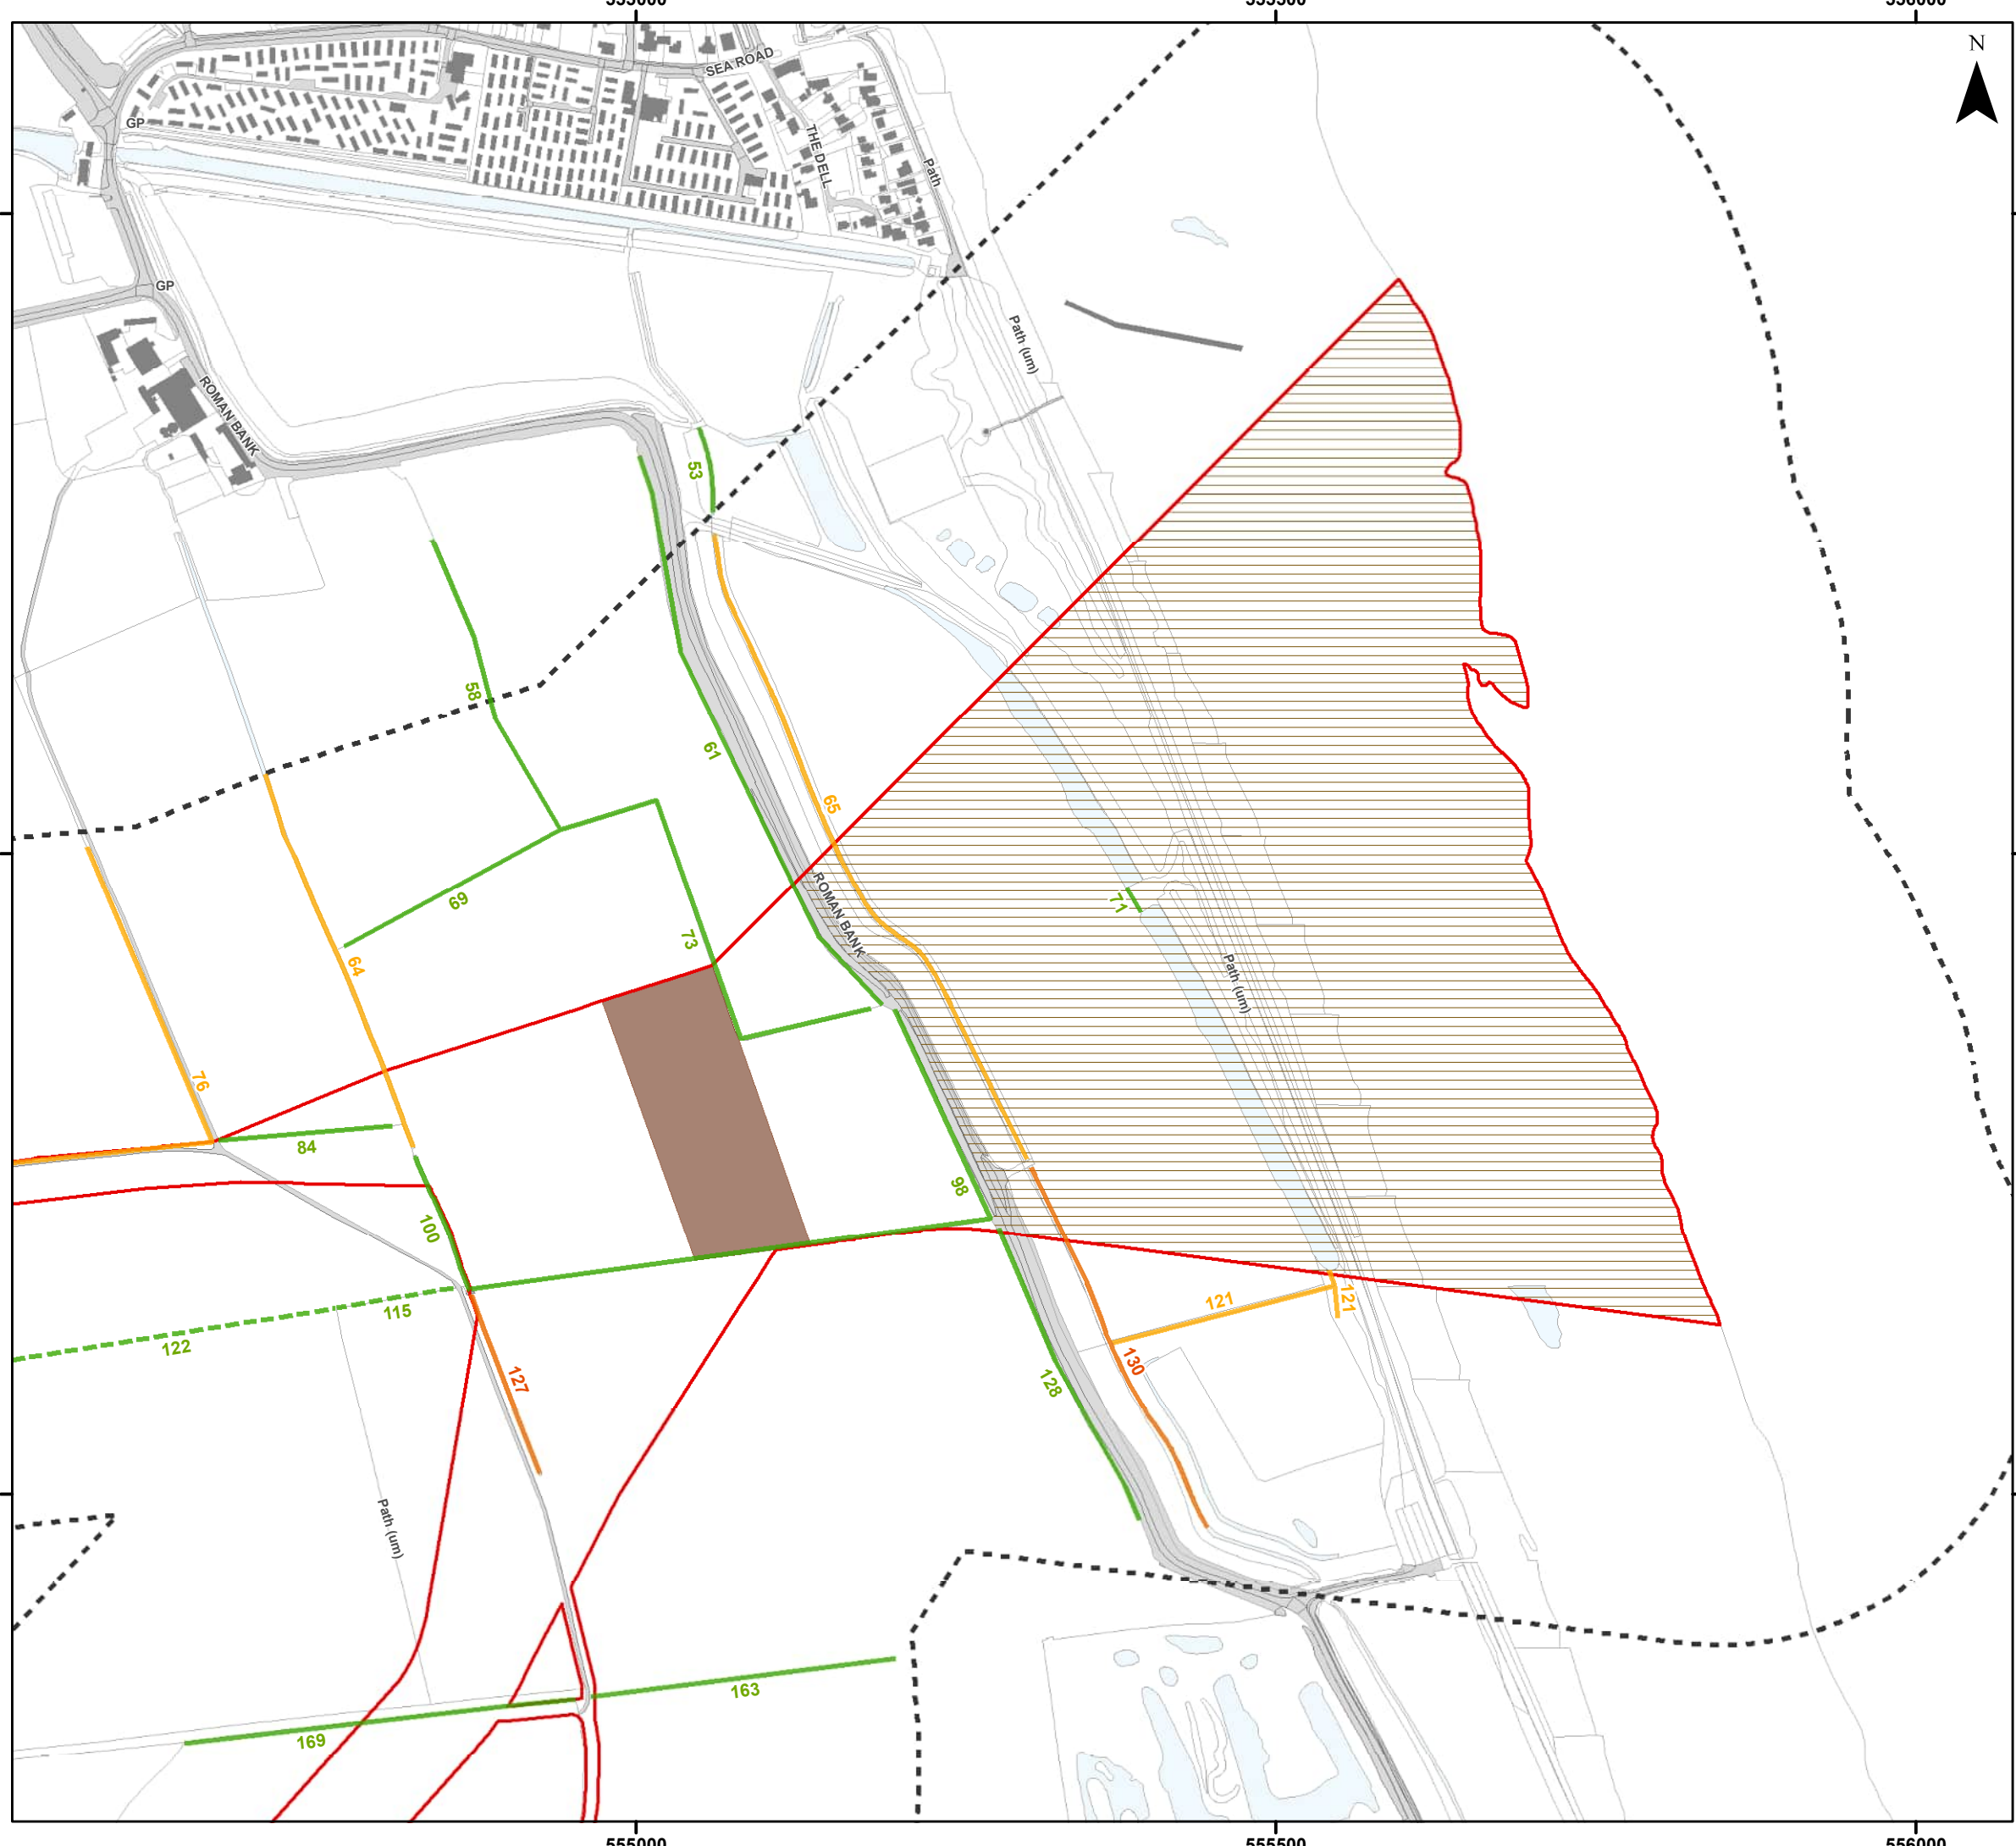 555000
555500
556000
N
SEA ROAD
GP
THE DELL
Path
GP
Path (um)
ROMAN BANK
53
58
61
65
ROMAN BANK
71
69
73
64
Path (um)
76
84
98
100
121
121
115
122
127
130
128
Path (um)
163
169
555000
555500
556000